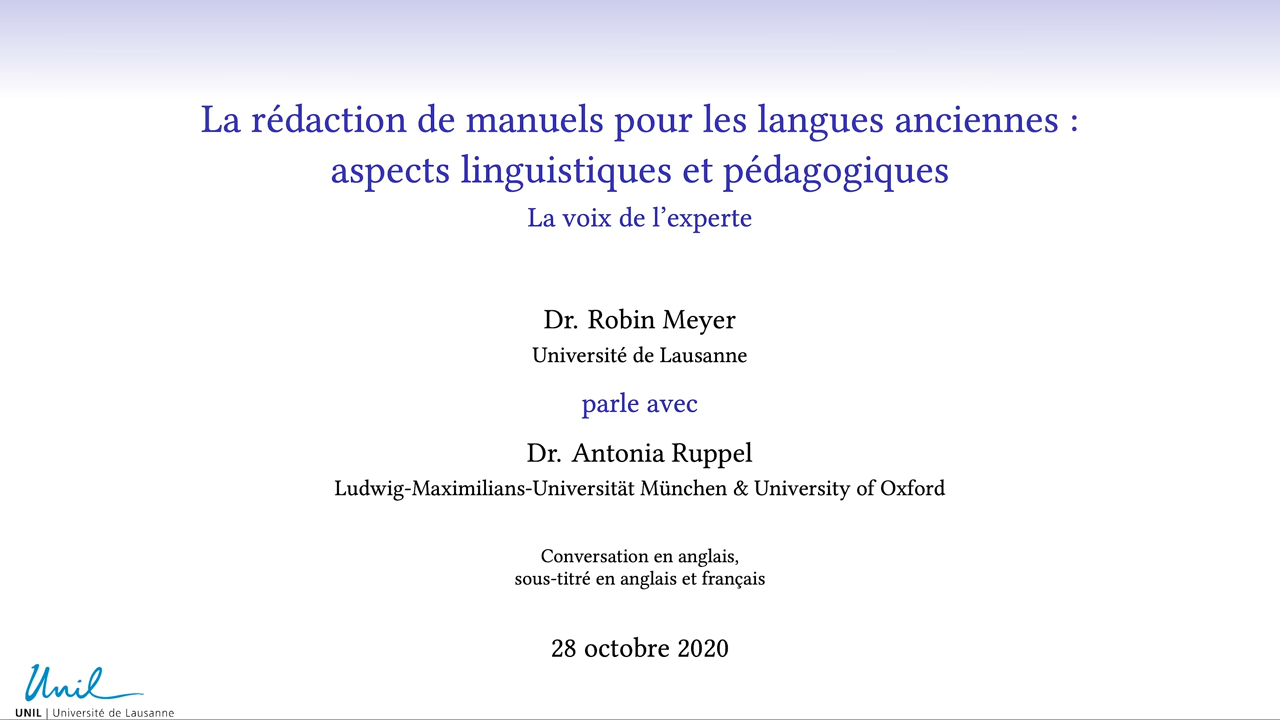 La rédaction de manuels pour les langues anciennes :
aspects linguistiques et pédagogiques
La voix de l’experte
Dr. Robin Meyer
Université de Lausanne
parle avec
Dr. Antonia Ruppel
Ludwig-Maximilians-Universität München & University of Oxford
Conversation en anglais,
sous-titré en anglais et français
28 octobre 2020
Unil
UNIL | Université de Lausanne